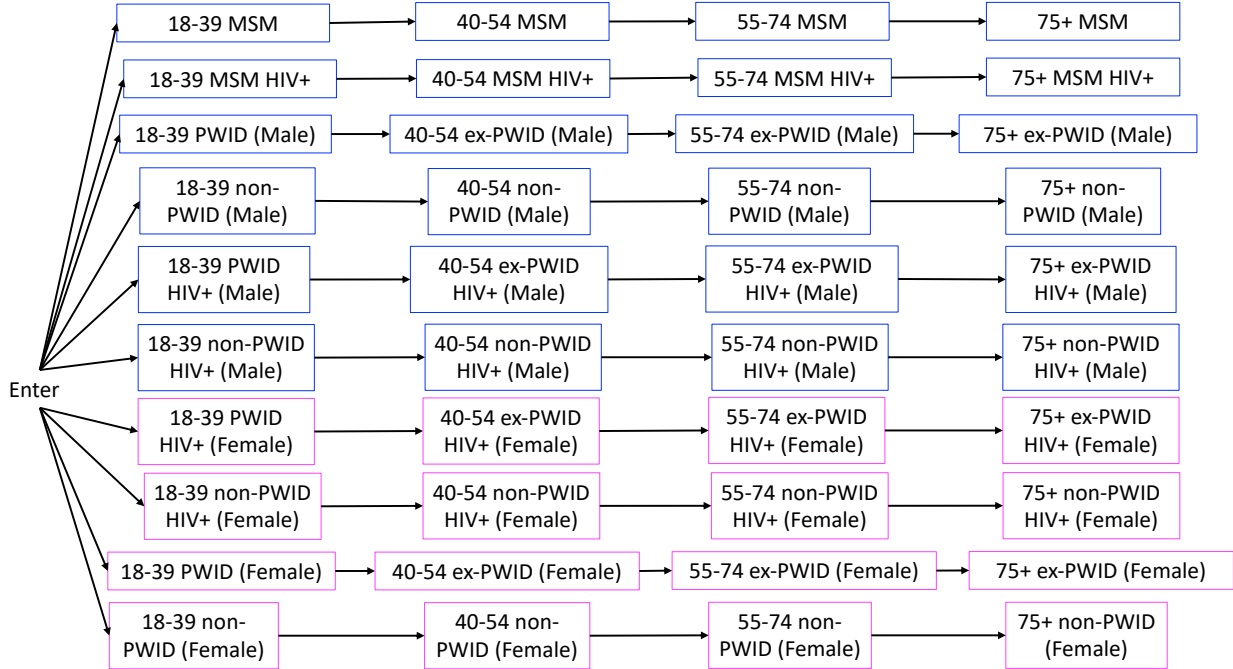 18-39 MSM
40-54 MSM
55-74 MSM
75+ MSM
18-39 MSM HIV+
40-54 MSM HIV+
55-74 MSM HIV+
75+ MSM HIV+
18-39 PWID (Male)
40-54 ex-PWID (Male)
55-74 ex-PWID (Male)
75+ ex-PWID (Male)
18-39 non-
PWID (Male)
40-54 non-
PWID (Male)
55-74 non-
PWID (Male)
75+ non-
PWID (Male)
18-39 PWID
HIV+ (Male)
40-54 ex-PWID
HIV+ (Male)
55-74 ex-PWID
HIV+ (Male)
75+ ex-PWID
HIV+ (Male)
18-39 non-PWID
HIV+ (Male)
40-54 non-PWID
HIV+ (Male)
55-74 non-PWID
HIV+ (Male)
75+ non-PWID
HIV+ (Male)
Enter
18-39 PWID
HIV+ (Female)
40-54 ex-PWID
HIV+ (Female)
55-74 ex-PWID
HIV+ (Female)
75+ ex-PWID
HIV+ (Female)
18-39 non-PWID
HIV+ (Female)
40-54 non-PWID
HIV+ (Female)
55-74 non-PWID
HIV+ (Female)
75+ non-PWID
HIV+ (Female)
18-39 PWID (Female)
40-54 ex-PWID (Female)
55-74 ex-PWID (Female)
75+ ex-PWID (Female)
18-39 non-
PWID (Female)
40-54 non-
PWID (Female)
55-74 non-
PWID (Female)
75+ non-PWID
(Female)